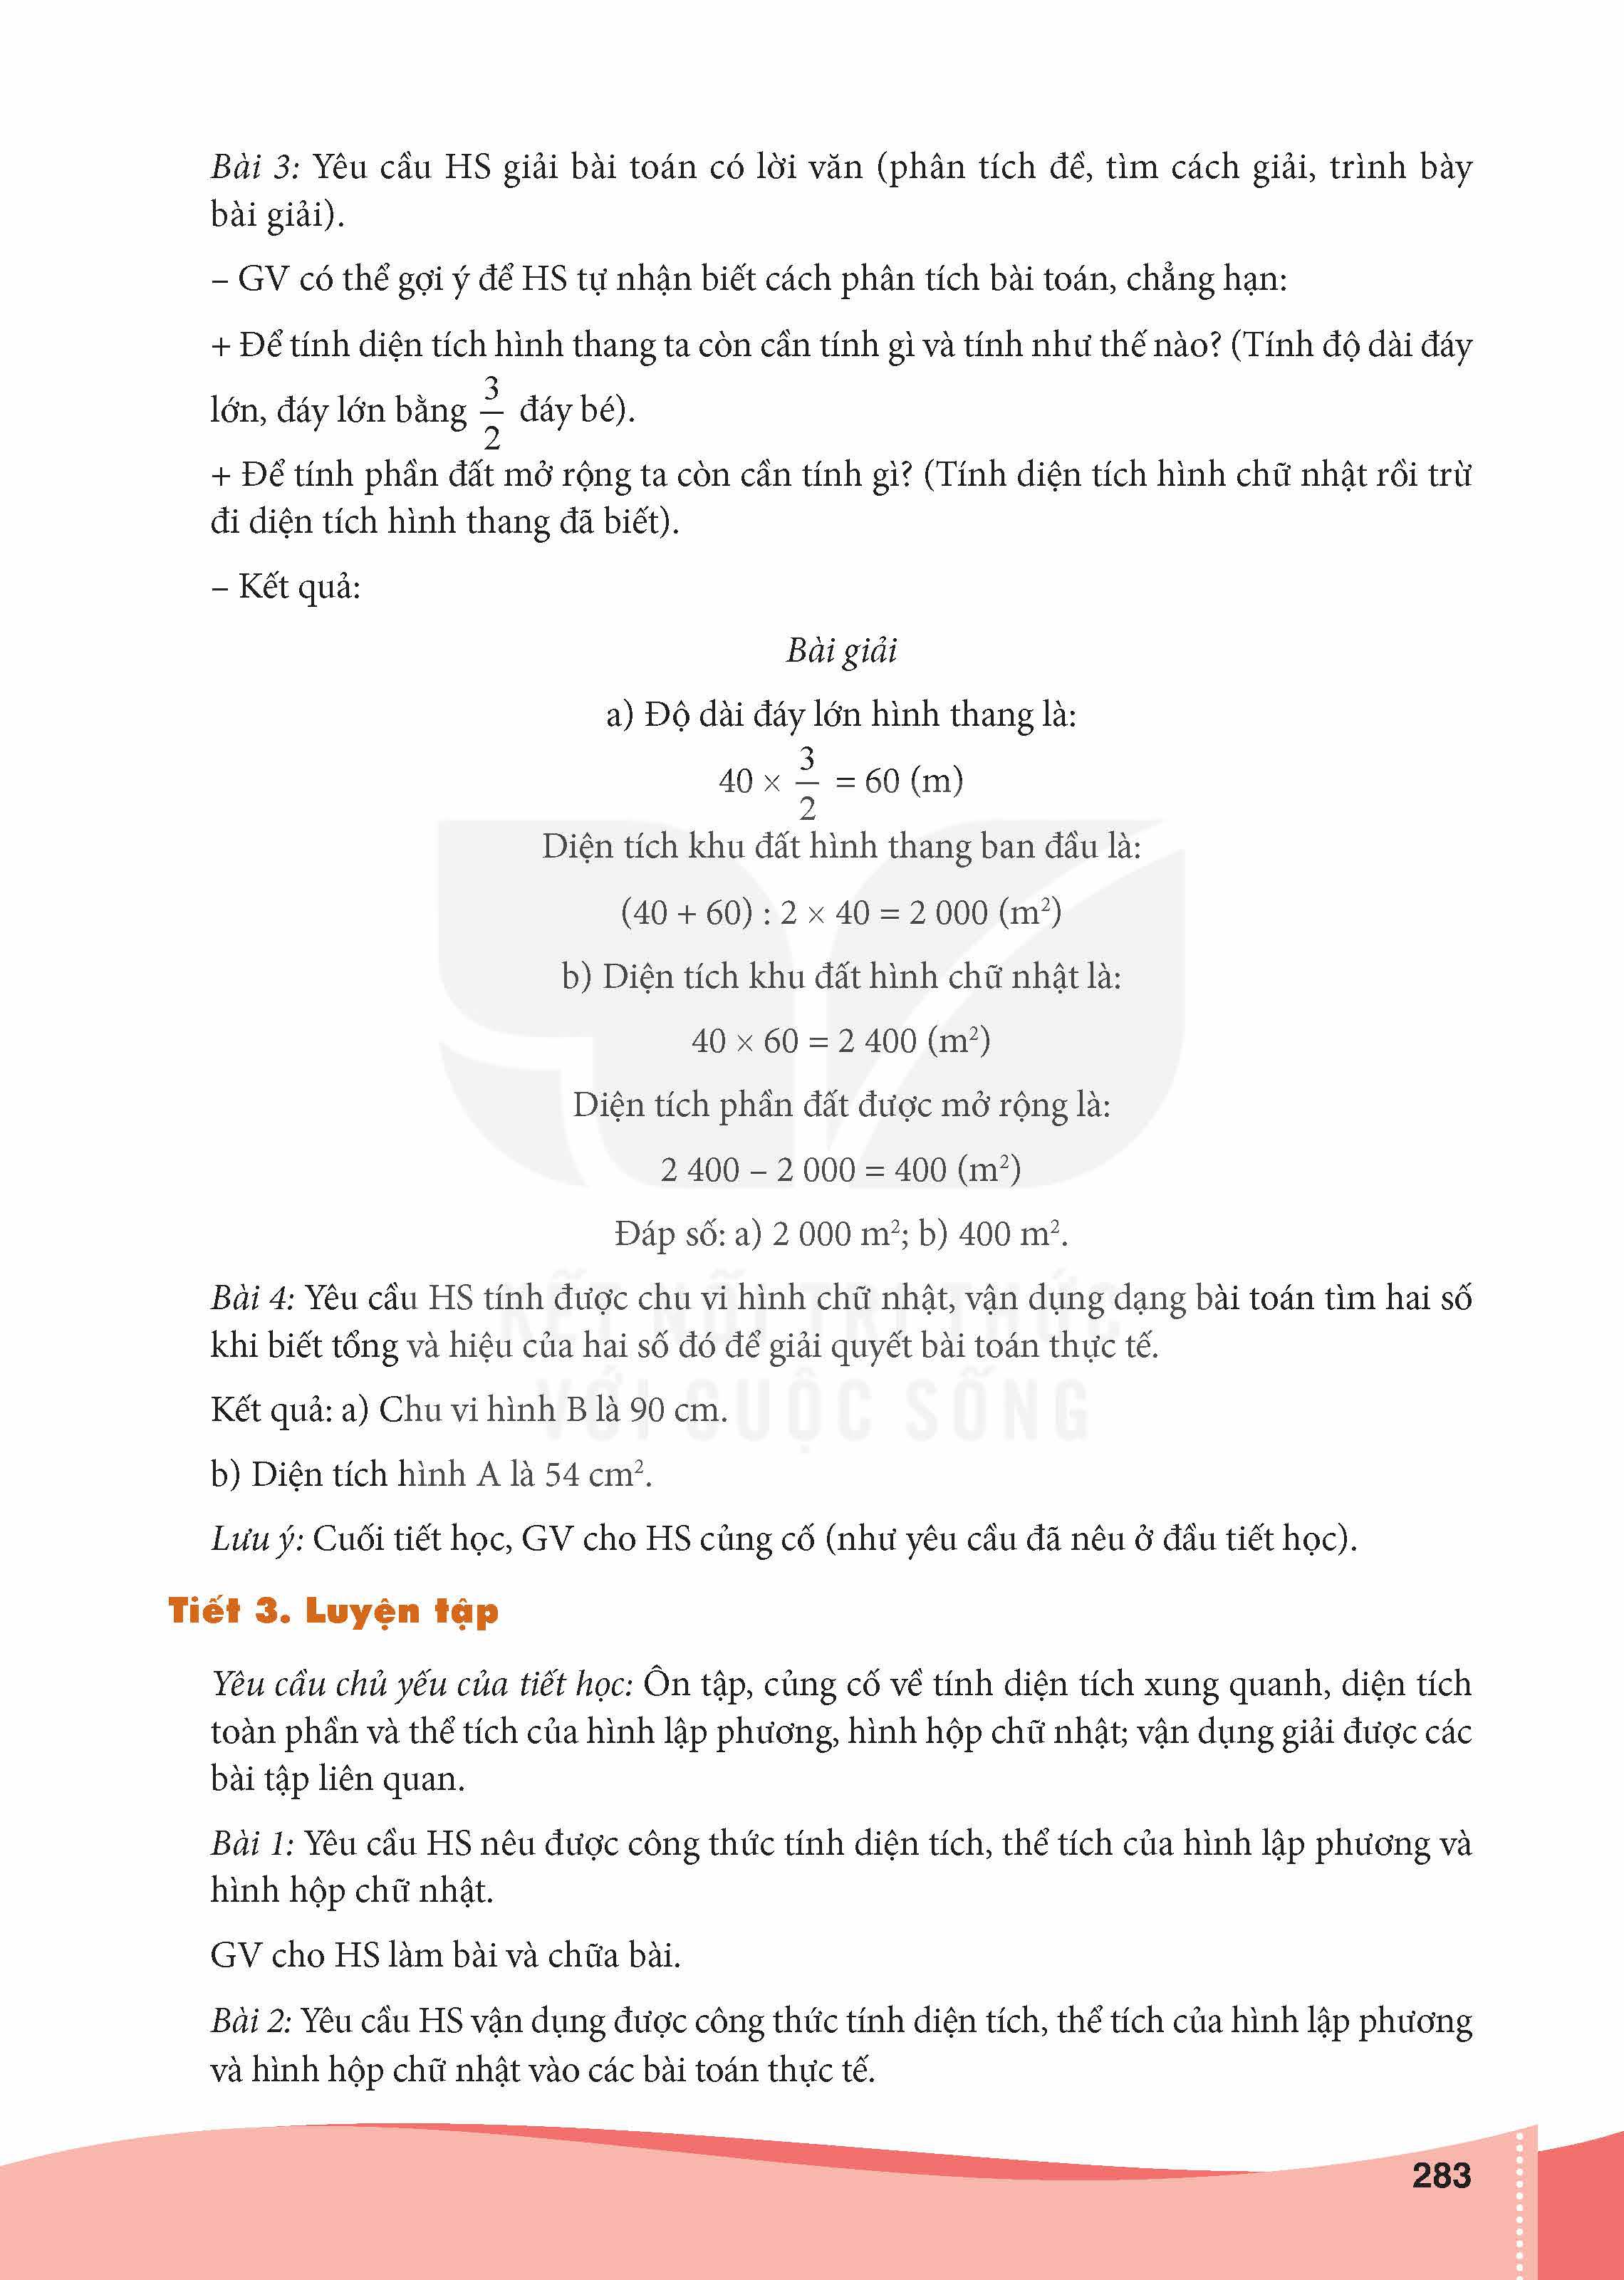 Bài 3: Yêu cầu HS giải bài toán có lời văn (phân tích đề, tìm cách giải, trình bày
bài giải).
– GV có thể gợi ý để HS tự nhận biết cách phân tích bài toán, chẳng hạn:
+ Để tính diện tích hình thang ta còn cần tính gì và tính như thế nào? (Tính độ dài đáy
lớn, đáy lớn bằng 3/2 đáy bé).
+ Để tính phần đất mở rộng ta còn cần tính gì? (Tính diện tích hình chữ nhật rồi trừ
đi diện tích hình thang đã biết).
– Kết quả:
Bài giải
a) Độ dài đáy lớn hình thang là:
40 × 3/2 = 60 (m)
Diện tích khu đất hình thang ban đầu là:
(40 + 60) : 2 × 40 = 2 000 (m²)
b) Diện tích khu đất hình chữ nhật là:
40 × 60 = 2 400 (m²)
Diện tích phần đất được mở rộng là:
2 400 – 2 000 = 400 (m²)
Đáp số: a) 2 000 m²; b) 400 m².
Bài 4: Yêu cầu HS tính được chu vi hình chữ nhật, vận dụng dạng bài toán tìm hai số
khi biết tổng và hiệu của hai số đó để giải quyết bài toán thực tế.
KẾT NỐI TRI THỨC
Kết quả: a) Chu vi hình B là 90 cm.
VỚI CUỘC SỐNG
b) Diện tích hình A là 54 cm².
Lưu ý: Cuối tiết học, GV cho HS củng cố (như yêu cầu đã nêu ở đầu tiết học).
Tiết 3. Luyện tập
Yêu cầu chủ yếu của tiết học: Ôn tập, củng cố về tính diện tích xung quanh, diện tích
toàn phần và thể tích của hình lập phương, hình hộp chữ nhật; vận dụng giải được các
bài tập liên quan.
Bài 1: Yêu cầu HS nêu được công thức tính diện tích, thể tích của hình lập phương và
hình hộp chữ nhật.
GV cho HS làm bài và chữa bài.
Bài 2: Yêu cầu HS vận dụng được công thức tính diện tích, thể tích của hình lập phương
và hình hộp chữ nhật vào các bài toán thực tế.
283